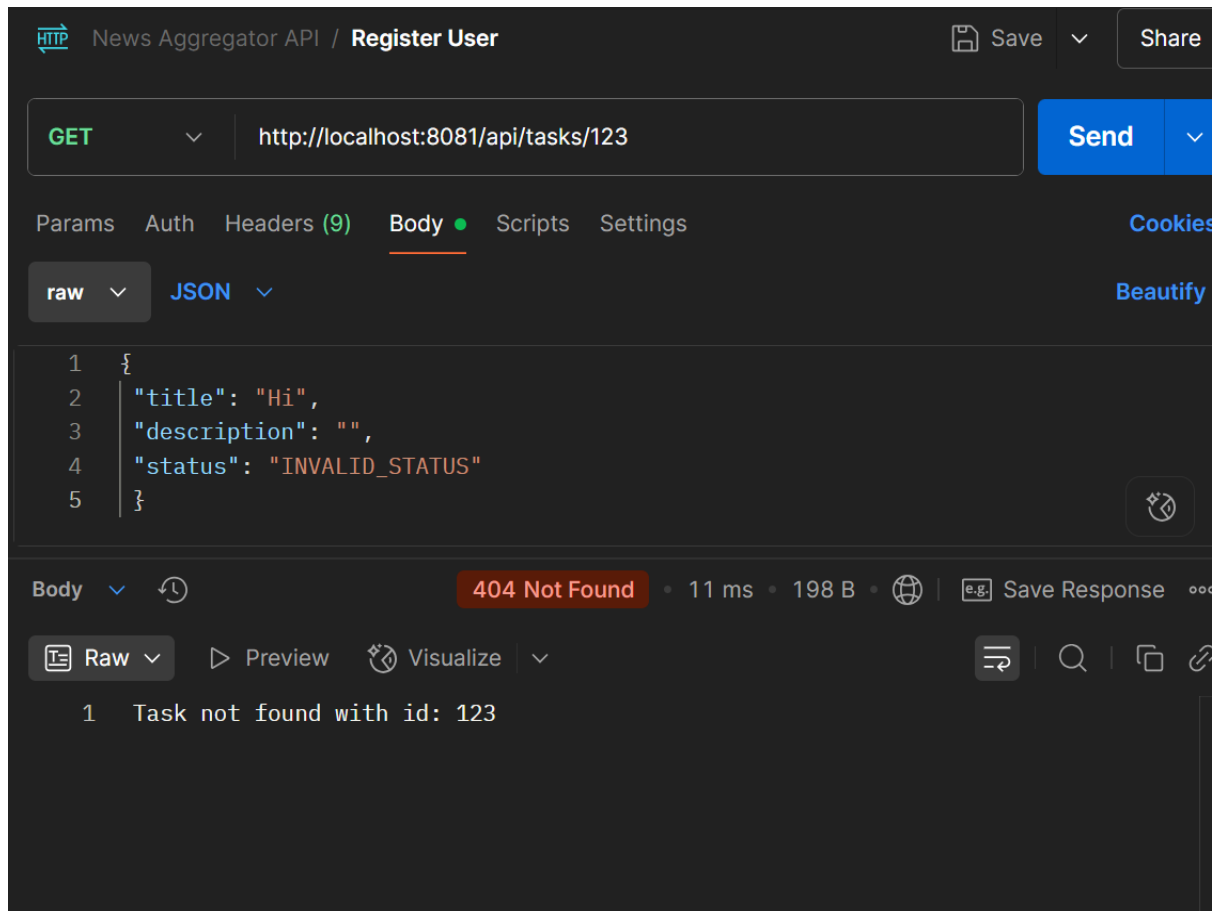 HTTP News Aggregator API / Register User Save Share
GET http://localhost:8081/api/tasks/123 Send
Params Auth Headers (9) Body Scripts Settings Cookies
raw JSON Beautify
1 {
2 "title": "Hi",
3 "description": "",
4 "status": "INVALID_STATUS"
5 }
Body 404 Not Found • 11 ms • 198 B • e.g. Save Response
Raw Preview Visualize
1 Task not found with id: 123